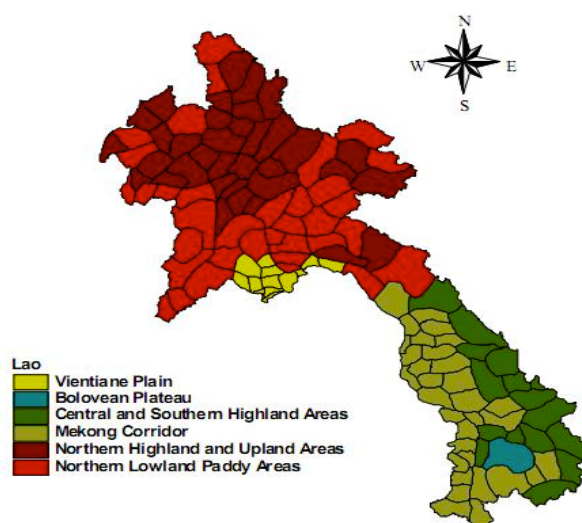 N
W E
S
Lao
Vientiane Plain
Bolovean Plateau
Central and Southern Highland Areas
Mekong Corridor
Northern Highland and Upland Areas
Northern Lowland Paddy Areas